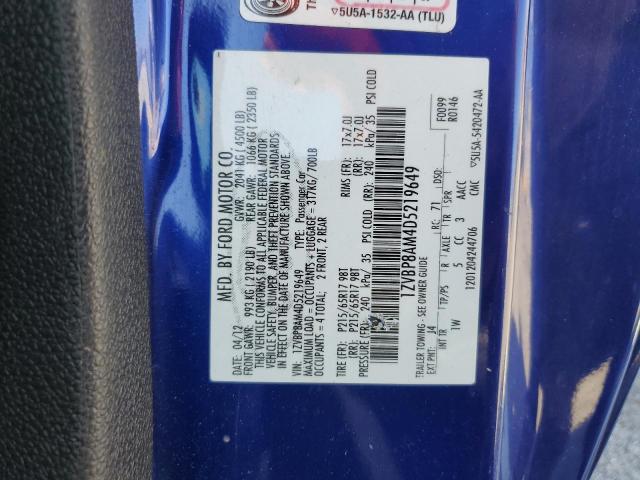 TH
▽5U5A-1532-AA (TLU)
MFD. BY FORD MOTOR CO.
04/12 GVWR: 2041 KG ( 4500 LB)
FRONT GAWR: 993 KG ( 2190 LB) REAR GAWR: 1066 KG ( 2350 LB)
THIS VEHICLE CONFORMS TO ALL APPLICABLE FEDERAL MOTOR
VEHICLE SAFETY, BUMPER, AND THEFT PREVENTION STANDARDS
IN EFFECT ON THE DATE OF MANUFACTURE SHOWN ABOVE.
VIN: 1ZVBP8AM4D5219649 TYPE: Passenger Car
MAXIMUM LOAD = OCCUPANTS + LUGGAGE = 317KG/ 700LB
OCCUPANTS = 4 TOTAL: 2 FRONT, 2 REAR
TIRE (FR): P215/65R17 98T RIMS (FR): 17x7.0J
(RR): P215/65R17 98T (RR): 17x7.0J
PRESSURE (FR): 240 kPa/ 35 PSI COLD (RR): 240 kPa/ 35 PSI COLD
1ZVBP8AM4D5219649
TRAILER TOWING - SEE OWNER GUIDE F0099
EXT PNT: J4 RC: 71 DSO: R0146
INT TR TP/PS R AXLE TR SPR
1W 5 CC 3 AACC
1201204244706 CMC
▽5U5A-5420472-AA